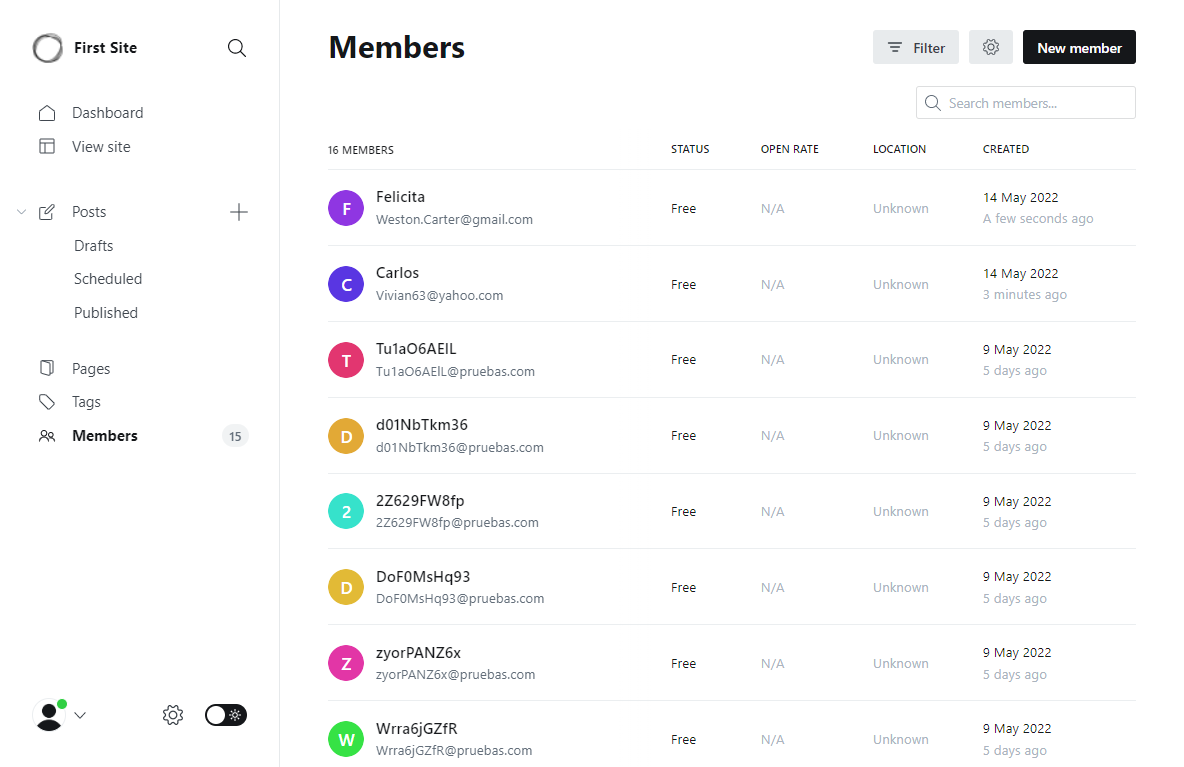 First Site
Dashboard
View site
Posts
Drafts
Scheduled
Published
Pages
Tags
Members 15
Members
Filter
New member
Search members...
16 MEMBERS STATUS OPEN RATE LOCATION CREATED
F Felicita Free N/A Unknown 14 May 2022
Weston.Carter@gmail.com A few seconds ago
C Carlos Free N/A Unknown 14 May 2022
Vivian63@yahoo.com 3 minutes ago
T Tu1aO6AElL Free N/A Unknown 9 May 2022
Tu1aO6AElL@pruebas.com 5 days ago
D d01NbTkm36 Free N/A Unknown 9 May 2022
d01NbTkm36@pruebas.com 5 days ago
2 2Z629FW8fp Free N/A Unknown 9 May 2022
2Z629FW8fp@pruebas.com 5 days ago
D DoF0MsHq93 Free N/A Unknown 9 May 2022
DoF0MsHq93@pruebas.com 5 days ago
Z zyorPANZ6x Free N/A Unknown 9 May 2022
zyorPANZ6x@pruebas.com 5 days ago
W Wrra6jGZfR Free N/A Unknown 9 May 2022
Wrra6jGZfR@pruebas.com 5 days ago